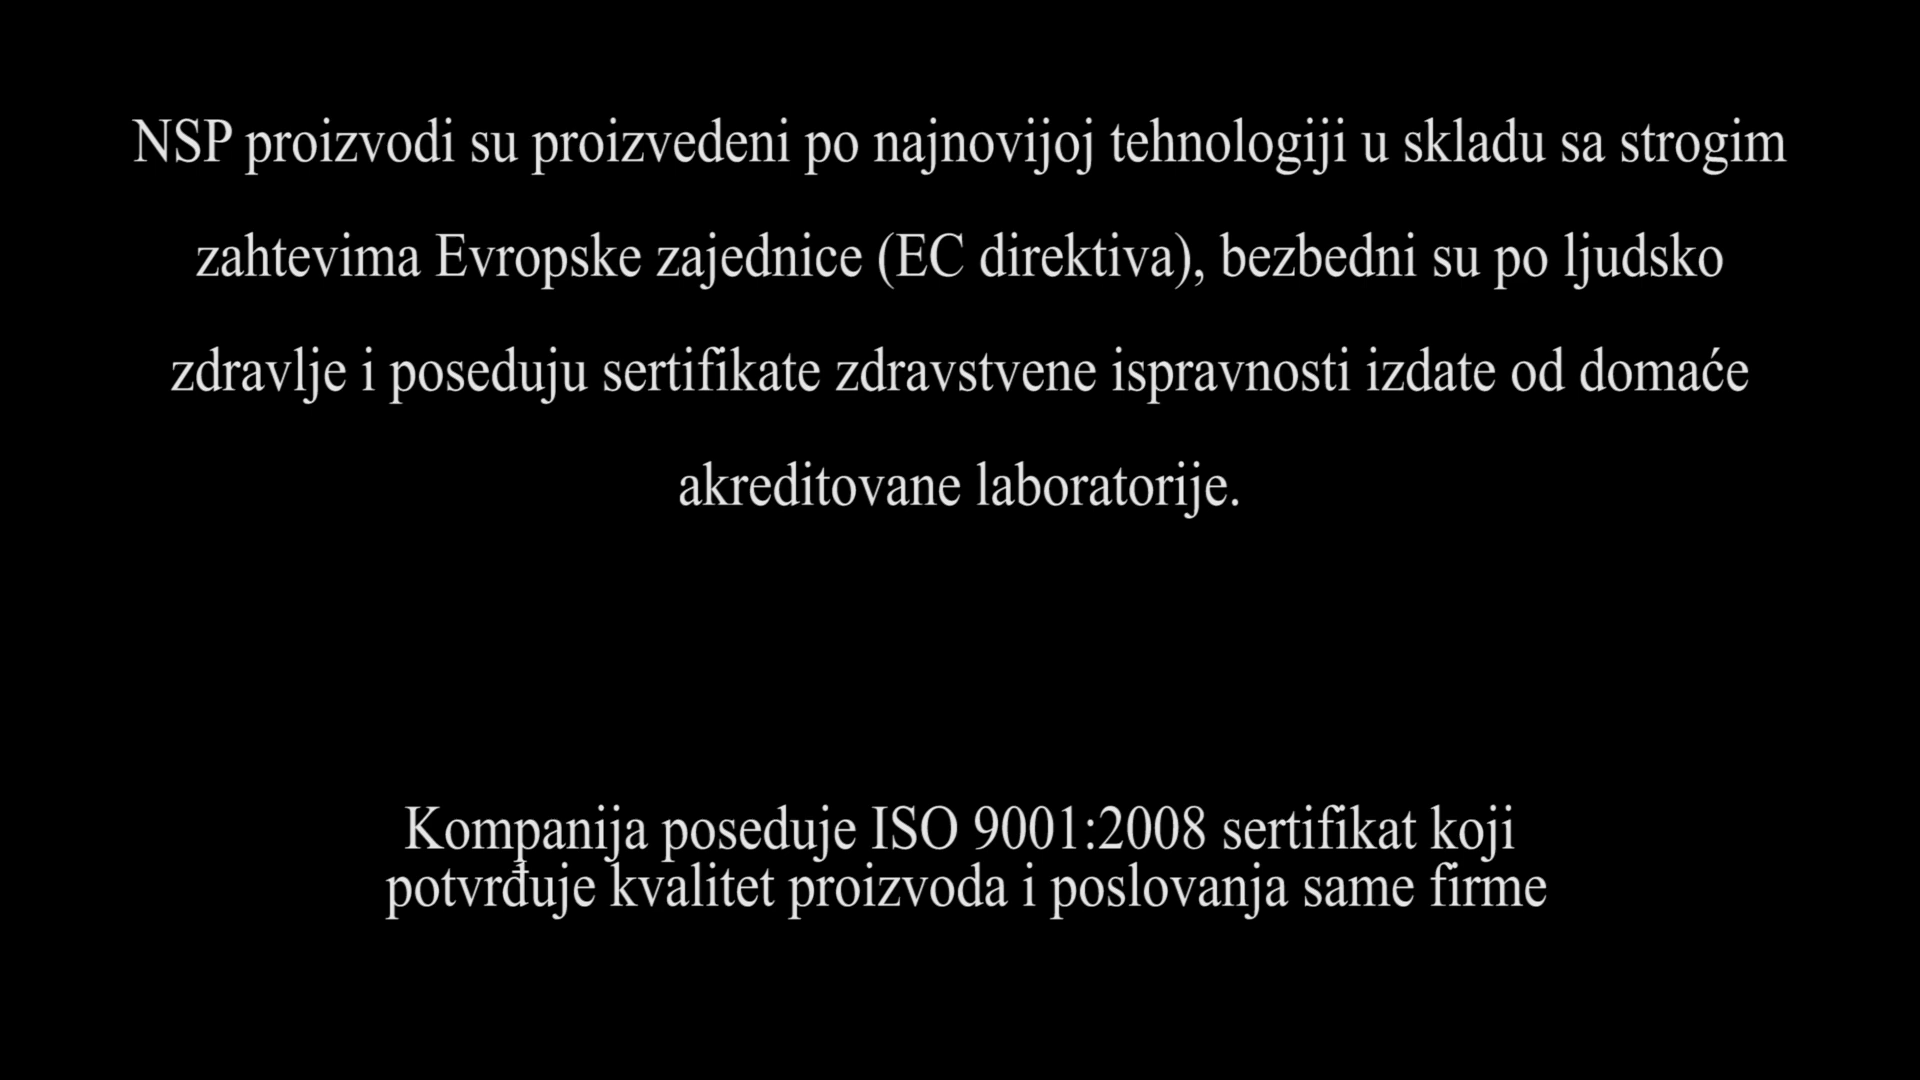 NSP proizvodi su proizvedeni po najnovijoj tehnologiji u skladu sa strogim
zahtevima Evropske zajednice (EC direktiva), bezbedni su po ljudsko
zdravlje i poseduju sertifikate zdravstvene ispravnosti izdate od domaće
akreditovane laboratorije.
Kompanija poseduje ISO 9001:2008 sertifikat koji
potvrđuje kvalitet proizvoda i poslovanja same firme